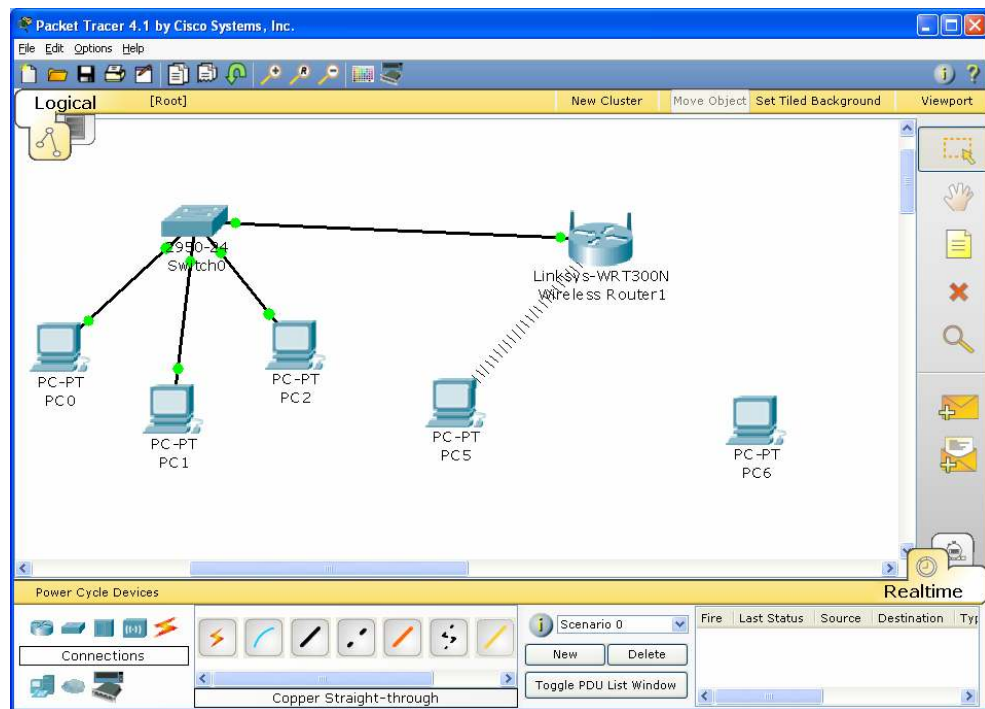 Packet Tracer 4.1 by Cisco Systems, Inc.
File Edit Options Help
Logical
[Root]
New Cluster
Move Object
Set Tiled Background
Viewport
2950-24
Switch0
Linksys-WRT300N
Wireless Router1
PC-PT
PC0
PC-PT
PC1
PC-PT
PC2
PC-PT
PC5
PC-PT
PC6
Power Cycle Devices
Realtime
Connections
Copper Straight-through
Scenario 0
New
Delete
Toggle PDU List Window
Fire
Last Status
Source
Destination
Typ